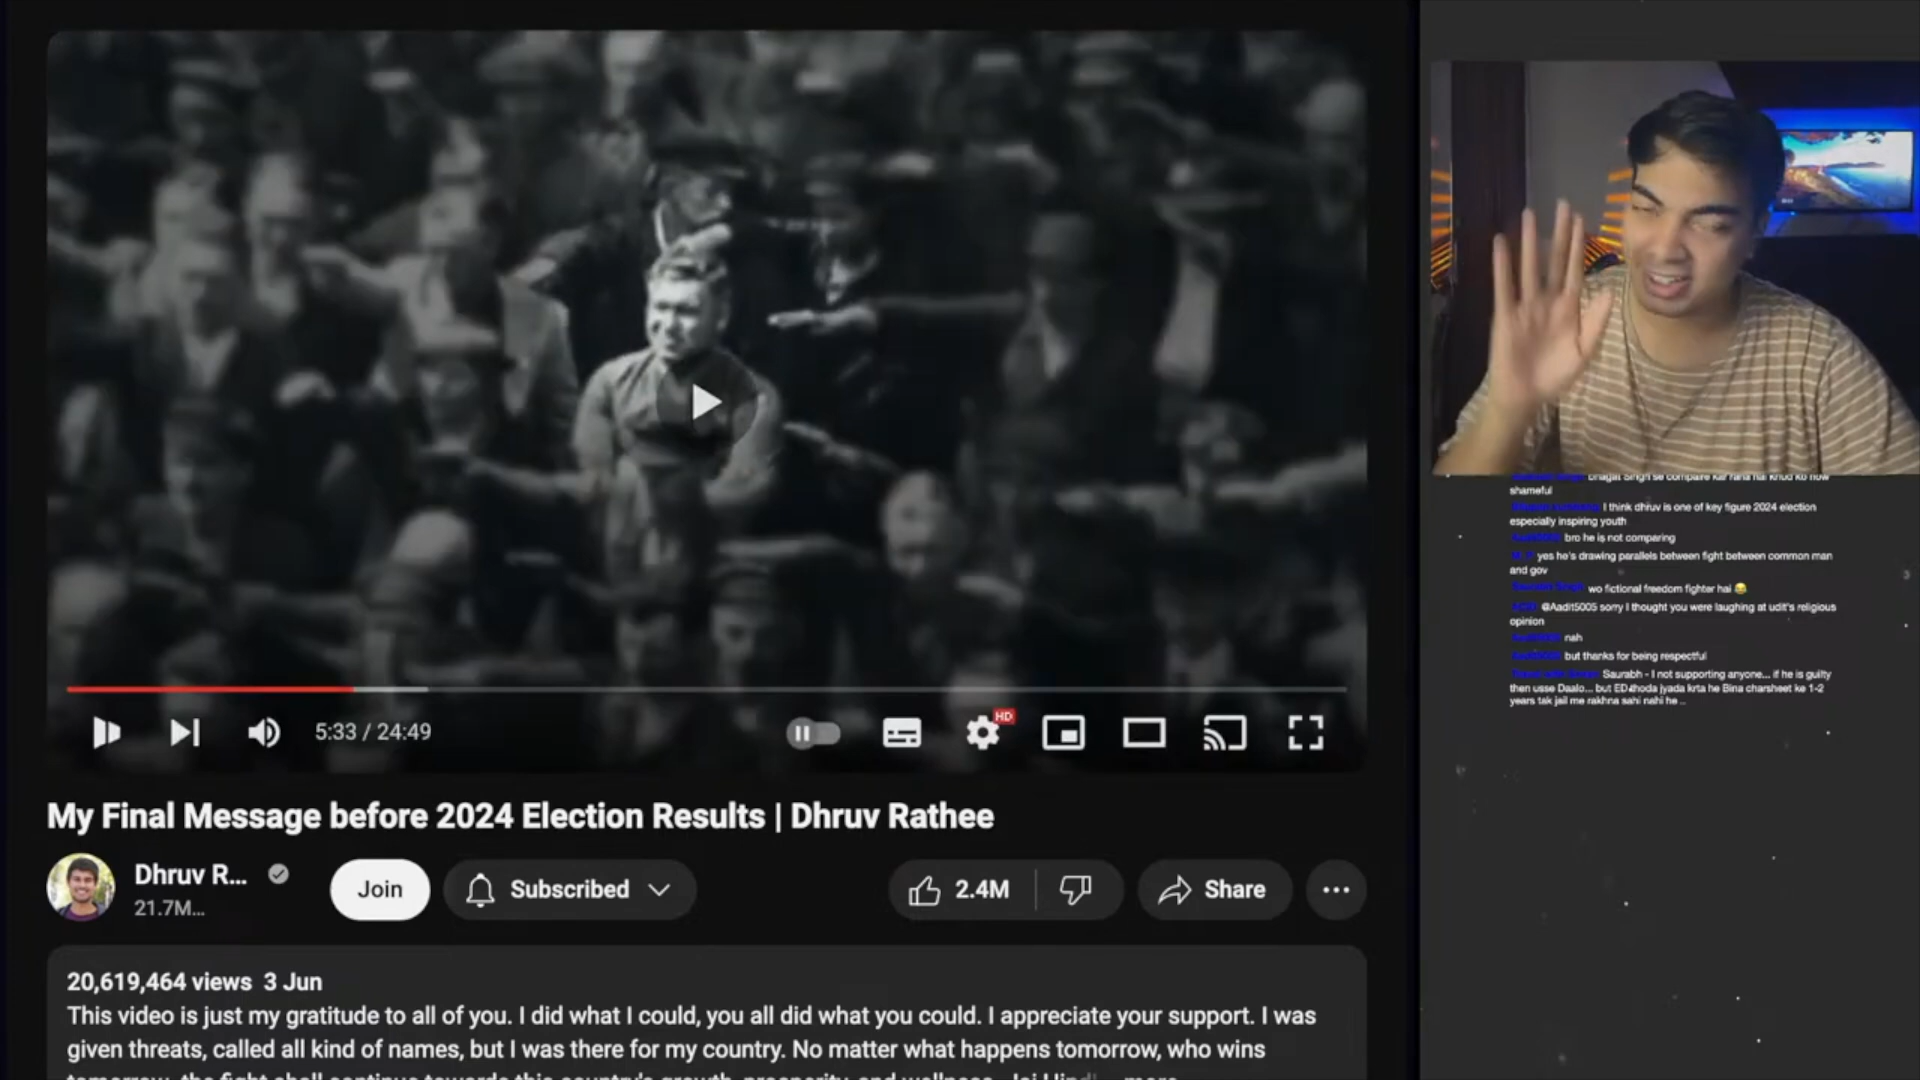 HD
5:33 / 24:49
My Final Message before 2024 Election Results | Dhruv Rathee
Dhruv R...
21.7M...
Join
Subscribed
2.4M
Share
20,619,464 views 3 Jun
This video is just my gratitude to all of you. I did what I could, you all did what you could. I appreciate your support. I was
given threats, called all kind of names, but I was there for my country. No matter what happens tomorrow, who wins
shameful
I think dhruv is one of key figure 2024 election
especially inspiring youth
bro he is not comparing
yes he's drawing parallels between fight between common man
and gov
wo fictional freedom fighter hai 😂
@Aadit5005 sorry I thought you were laughing at udit's religious
opinion
nah
but thanks for being respectful
Saurabh - I not supporting anyone... if he is guilty
then usse Daalo... but ED thoda jyada krta he Bina charsheet ke 1-2
years tak jail me rakhna sahi nahi he ..